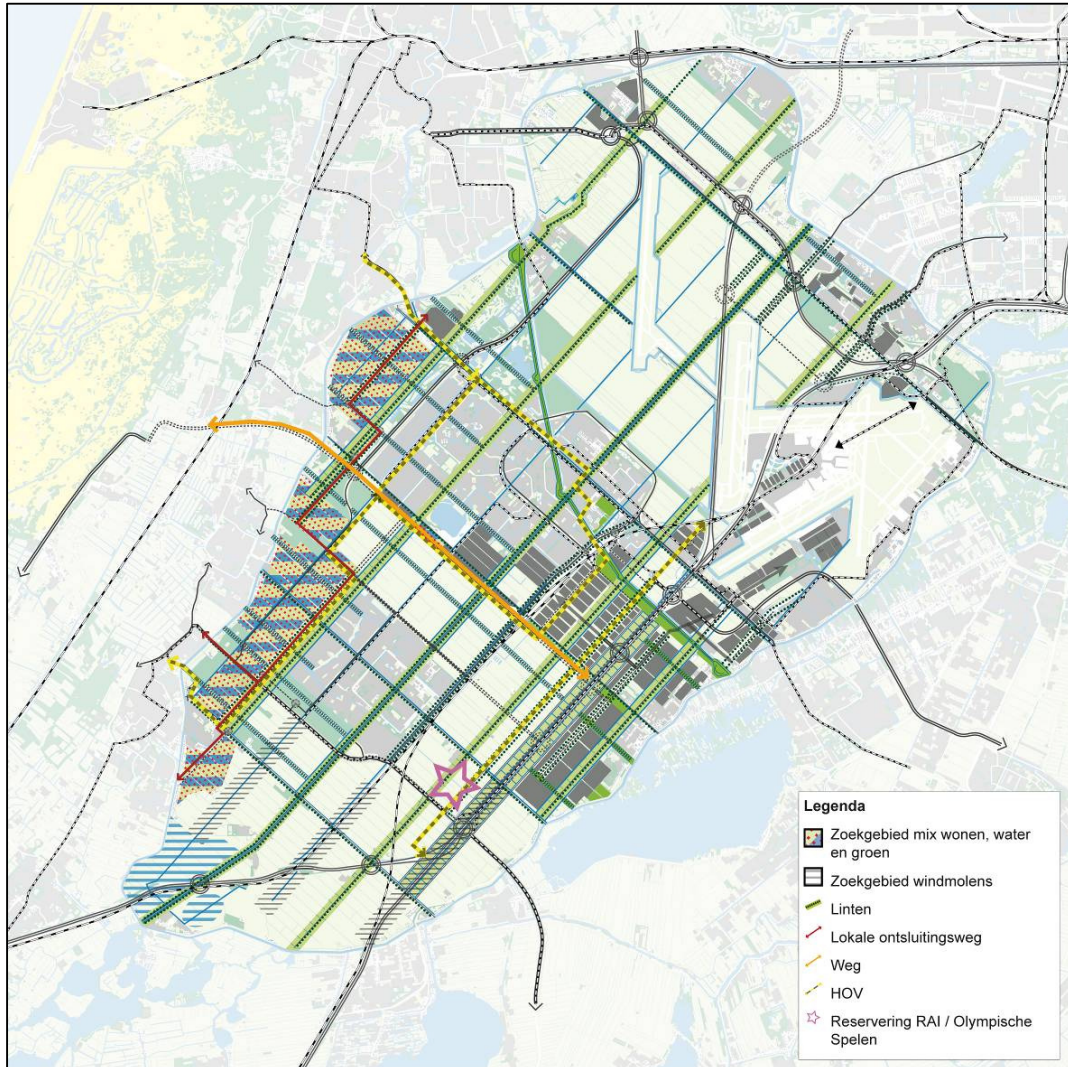 Legenda
Zoekgebied mix wonen, water
en groen
Zoekgebied windmolens
Linten
Lokale ontsluitingsweg
Weg
HOV
Reservering RAI / Olympische
Spelen